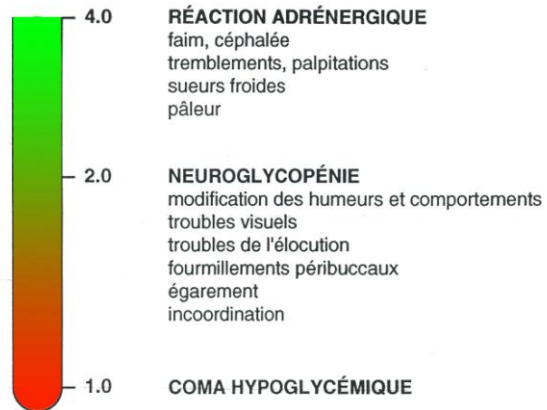 4.0 RÉACTION ADRÉNERGIQUE
faim, céphalée
tremblements, palpitations
sueurs froides
pâleur
2.0 NEUROGLYCOPÉNIE
modification des humeurs et comportements
troubles visuels
troubles de l'élocution
fourmillements péribuccaux
égarement
incoordination
1.0 COMA HYPOGLYCÉMIQUE